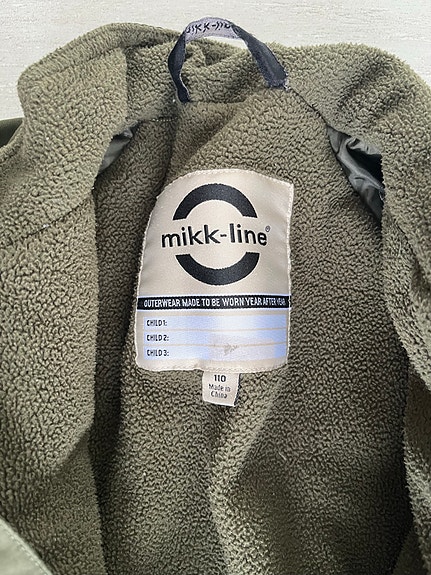 MIKK-LINE
mikk-line®
OUTERWEAR MADE TO BE WORN YEAR AFTER YEAR
CHILD 1:
CHILD 2:
CHILD 3:
110
Made in
China